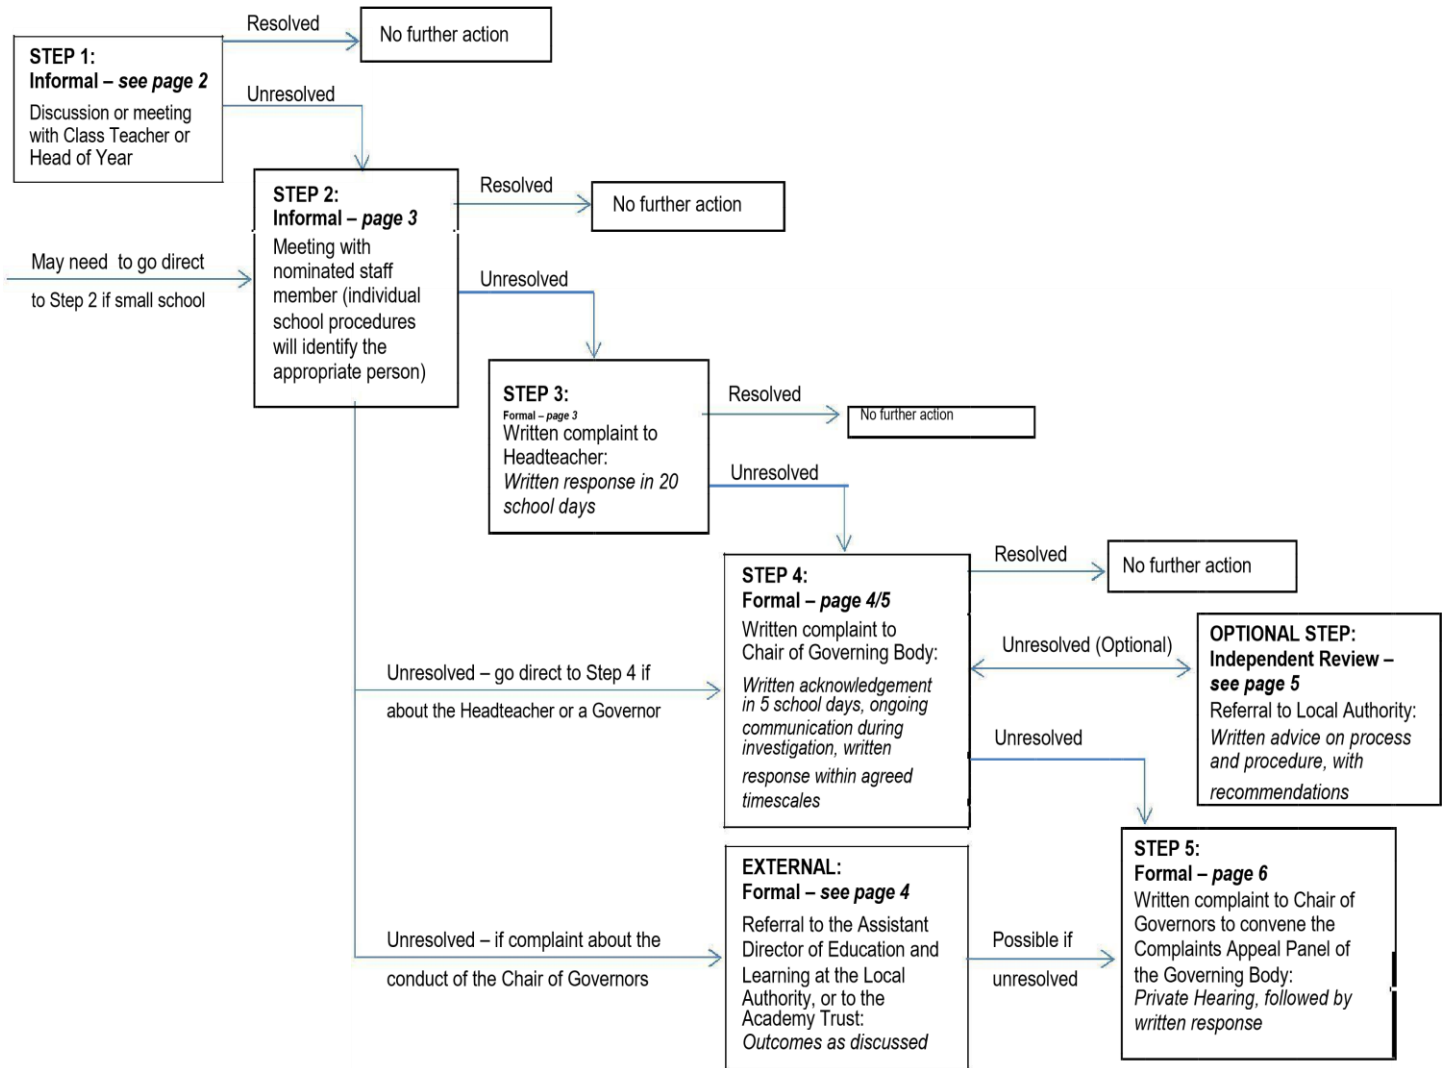 Resolved
No further action
STEP 1:
Informal – see page 2
Discussion or meeting
with Class Teacher or
Head of Year
Unresolved
STEP 2:
Informal – page 3
Meeting with
nominated staff
member (individual
school procedures
will identify the
appropriate person)
Resolved
No further action
May need to go direct
to Step 2 if small school
Unresolved
STEP 3:
Formal – page 3
Written complaint to
Headteacher:
Written response in 20
school days
Resolved
No further action
Unresolved
STEP 4:
Formal – page 4/5
Written complaint to
Chair of Governing Body:
Written acknowledgement
in 5 school days, ongoing
communication during
investigation, written
response within agreed
timescales
Resolved
No further action
Unresolved (Optional)
OPTIONAL STEP:
Independent Review –
see page 5
Referral to Local Authority:
Written advice on process
and procedure, with
recommendations
Unresolved – go direct to Step 4 if
about the Headteacher or a Governor
Unresolved
EXTERNAL:
Formal – see page 4
Referral to the Assistant
Director of Education and
Learning at the Local
Authority, or to the
Academy Trust:
Outcomes as discussed
Unresolved – if complaint about the
conduct of the Chair of Governors
Possible if
unresolved
STEP 5:
Formal – page 6
Written complaint to Chair of
Governors to convene the
Complaints Appeal Panel of
the Governing Body:
Private Hearing, followed by
written response